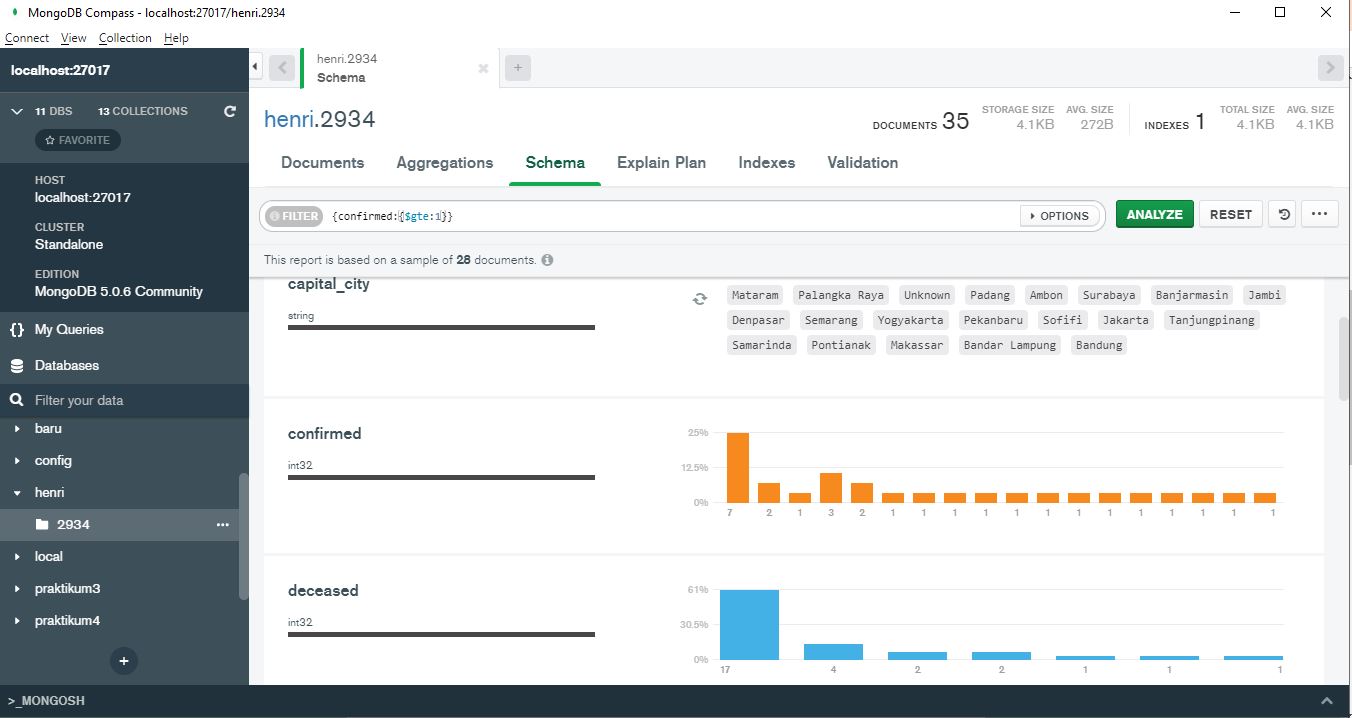 MongoDB Compass - localhost:27017/henri.2934
Connect View Collection Help
localhost:27017
11 DBS 13 COLLECTIONS
FAVORITE
HOST
localhost:27017
CLUSTER
Standalone
EDITION
MongoDB 5.0.6 Community
{} My Queries
Databases
Filter your data
baru
config
henri
2934
local
praktikum3
praktikum4
+
henri.2934
Schema
+
henri.2934
DOCUMENTS 35 STORAGE SIZE 4.1KB AVG. SIZE 272B INDEXES 1 TOTAL SIZE 4.1KB AVG. SIZE 4.1KB
Documents Aggregations Schema Explain Plan Indexes Validation
FILTER {confirmed:{$gte:1}} OPTIONS ANALYZE RESET
This report is based on a sample of 28 documents.
capital_city
string
Mataram Palangka Raya Unknown Padang Ambon Surabaya Banjarmasin Jambi
Denpasar Semarang Yogyakarta Pekanbaru Sofifi Jakarta Tanjungpinang
Samarinda Pontianak Makassar Bandar Lampung Bandung
confirmed
int32
25%
12.5%
0%
7 2 1 3 2 1 1 1 1 1 1 1 1 1 1 1 1 1
deceased
int32
61%
30.5%
0%
17 4 2 2 1 1 1
>_MONGOSH